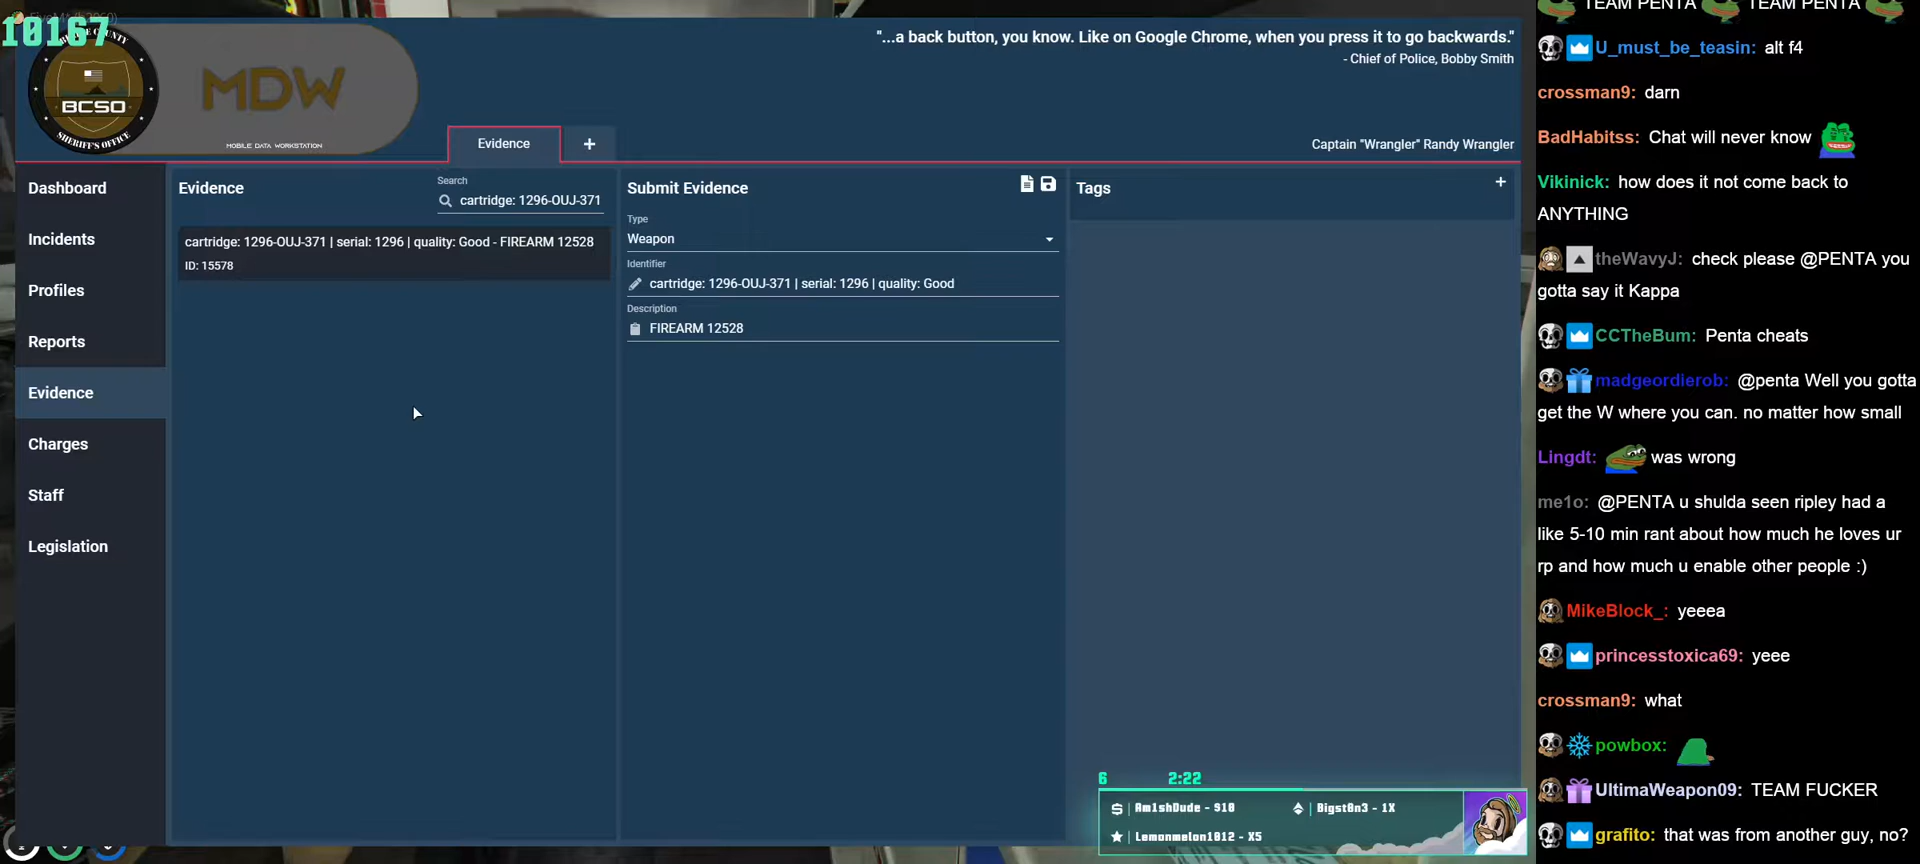 10167
BCSO
SHERIFF'S OFFICE
MDW
MOBILE DATA WORKSTATION
"...a back button, you know. Like on Google Chrome, when you press it to go backwards."
- Chief of Police, Bobby Smith
Evidence
+
Captain "Wrangler" Randy Wrangler
Dashboard
Incidents
Profiles
Reports
Evidence
Charges
Staff
Legislation
Evidence
Search
cartridge: 1296-OUJ-371
cartridge: 1296-OUJ-371 | serial: 1296 | quality: Good - FIREARM 12528
ID: 15578
Submit Evidence
Type
Weapon
Identifier
cartridge: 1296-OUJ-371 | serial: 1296 | quality: Good
Description
FIREARM 12528
Tags
+
6 2:22
$ | Am1shDude - $10
Bigst0n3 - 1X
★ | Lemonmelon1012 - X5
TEAM PENTA TEAM PENTA
U_must_be_teasin: alt f4
crossman9: darn
BadHabitss: Chat will never know
Vikinick: how does it not come back to
ANYTHING
theWavyJ: check please @PENTA you
gotta say it Kappa
CCTheBum: Penta cheats
madgeordierob: @penta Well you gotta
get the W where you can. no matter how small
Lingdt: was wrong
me1o: @PENTA u shulda seen ripley had a
like 5-10 min rant about how much he loves ur
rp and how much u enable other people :)
MikeBlock_: yeeea
princesstoxica69: yeee
crossman9: what
powbox:
UltimaWeapon09: TEAM FUCKER
grafito: that was from another guy, no?